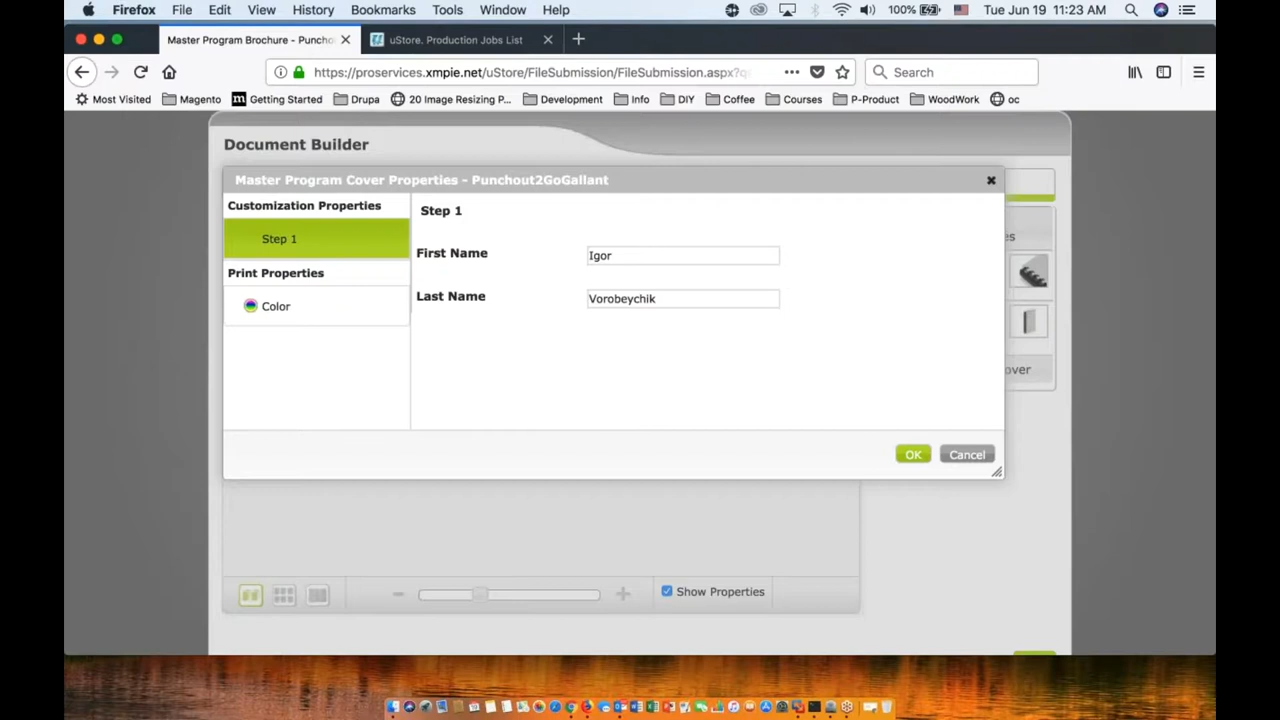 Firefox File Edit View History Bookmarks Tools Window Help 100% Tue Jun 19 11:23 AM
Master Program Brochure - Puncho uStore. Production Jobs List
https://proservices.xmpie.net/uStore/FileSubmission/FileSubmission.aspx?q Search
Most Visited Magento m Getting Started Drupa 20 Image Resizing P... Development Info DIY Coffee Courses P-Product WoodWork oc
Document Builder
Master Program Cover Properties - Punchout2GoGallant
Customization Properties
Step 1
Step 1
First Name Igor
Last Name Vorobeychik
Print Properties
Color
es
over
OK Cancel
Show Properties